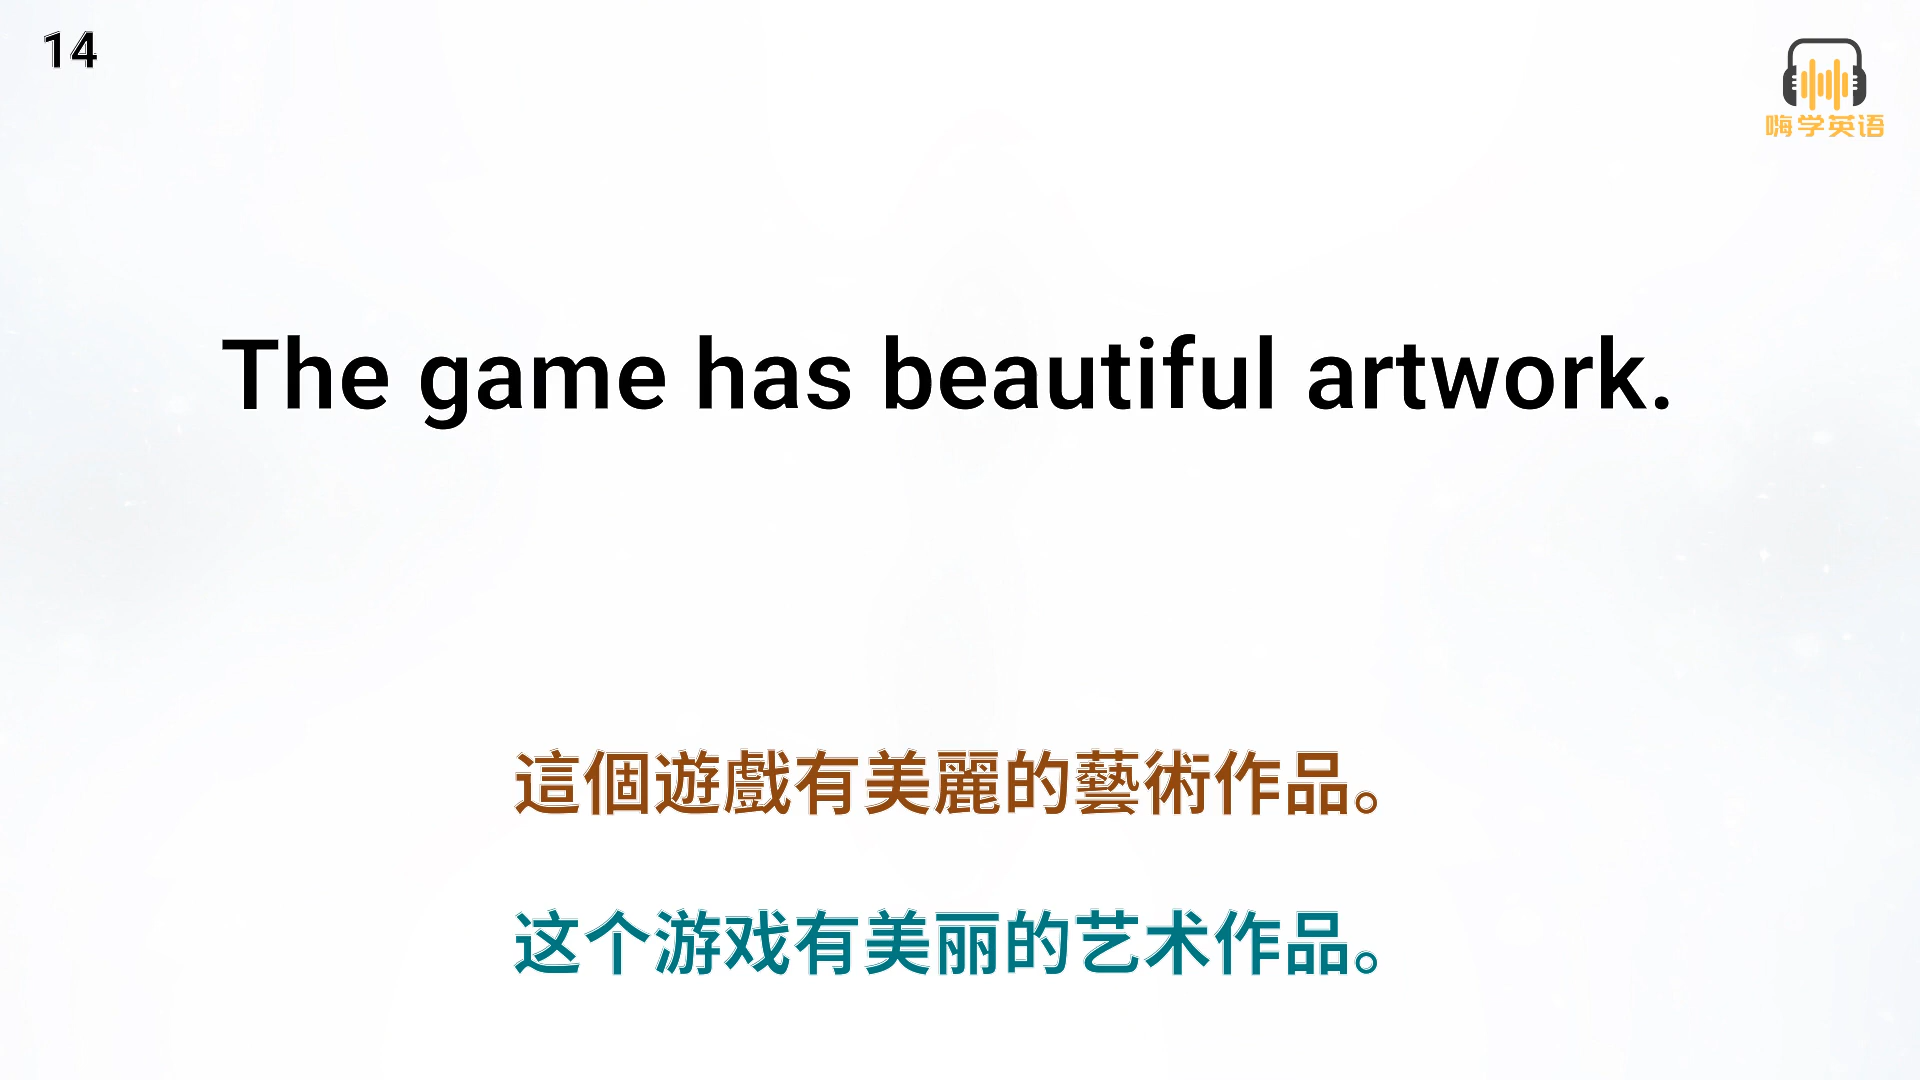 14
嗨学英语
The game has beautiful artwork.
這個遊戲有美麗的藝術作品。
这个游戏有美丽的艺术作品。